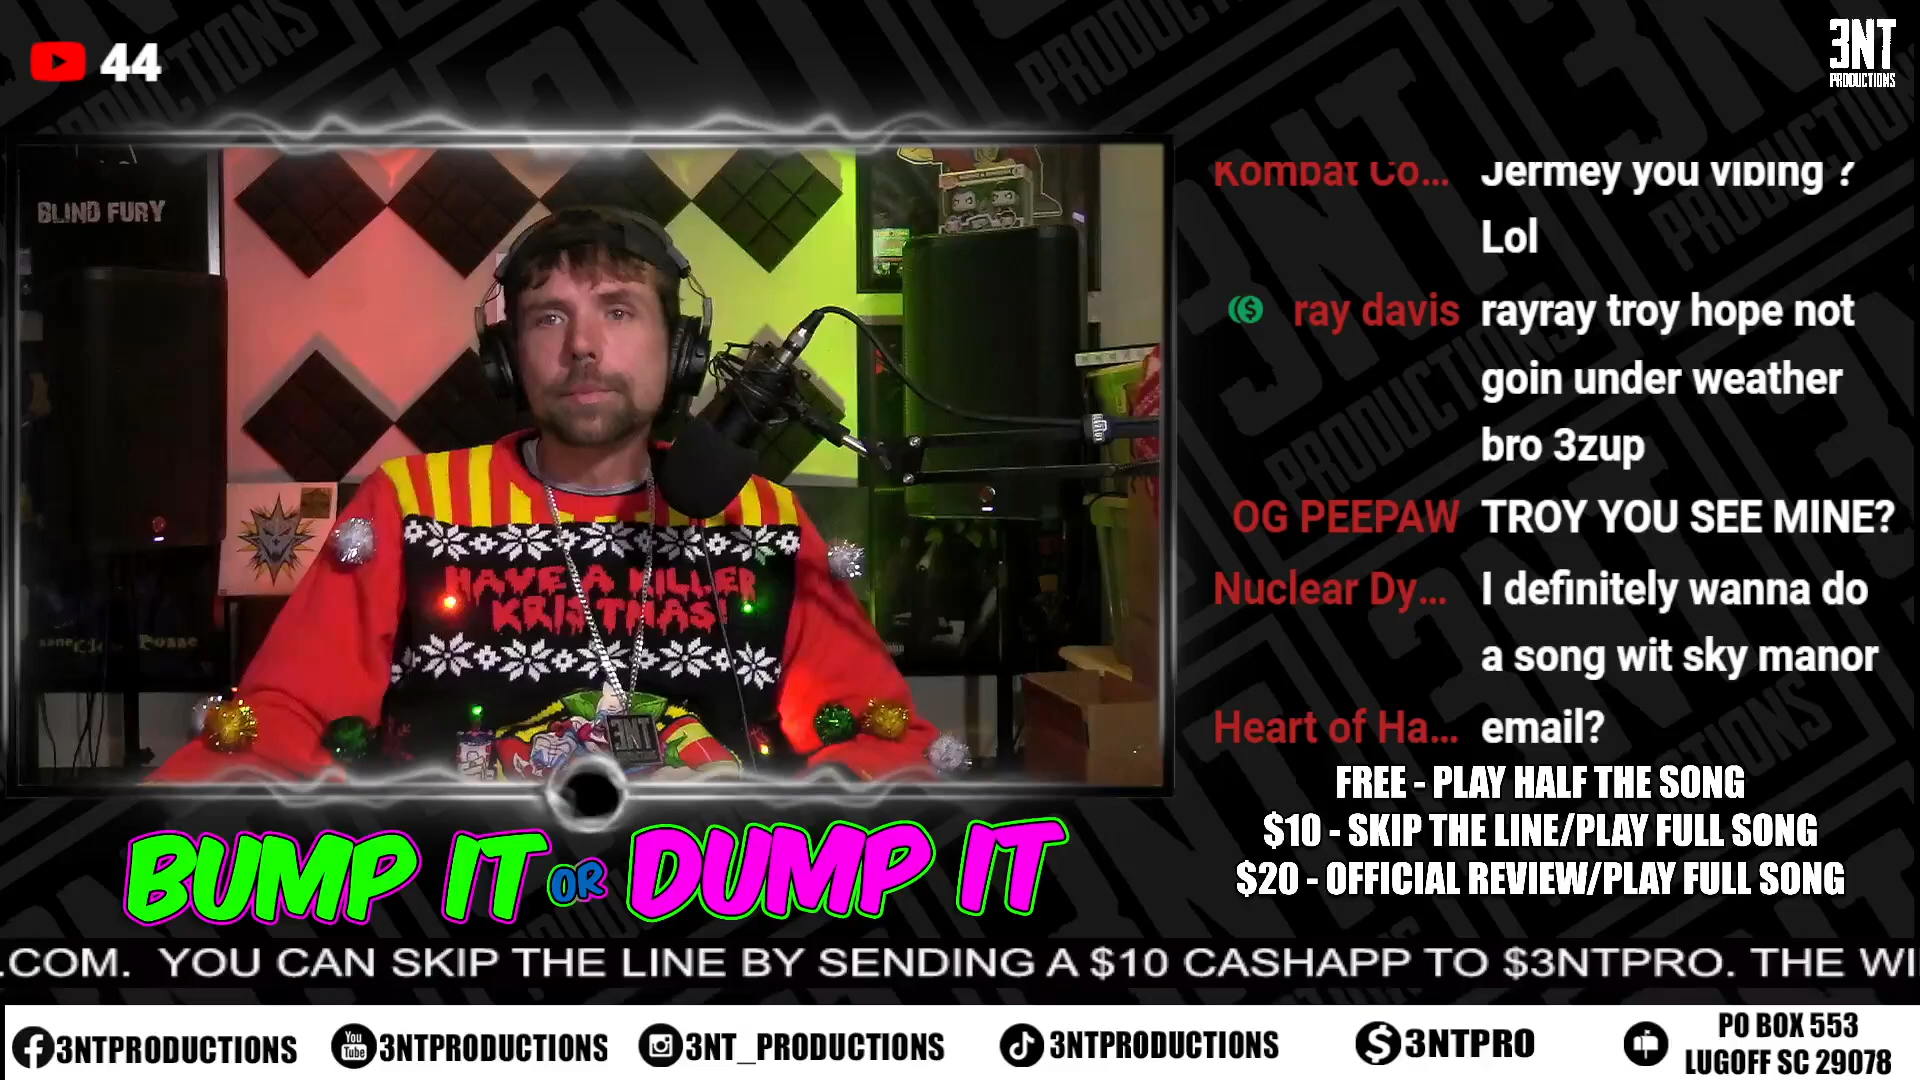 44
3NT
PRODUCTIONS
BLIND FURY
HAVE A KILLER
KRISTMAS!
3NT
Kombat Co... Jermey you vibing ?
Lol
ray davis rayray troy hope not
goin under weather
bro 3zup
OG PEEPAW TROY YOU SEE MINE?
Nuclear Dy... I definitely wanna do
a song wit sky manor
Heart of Ha... email?
FREE - PLAY HALF THE SONG
$10 - SKIP THE LINE/PLAY FULL SONG
$20 - OFFICIAL REVIEW/PLAY FULL SONG
BUMP IT OR DUMP IT
.COM. YOU CAN SKIP THE LINE BY SENDING A $10 CASHAPP TO $3NTPRO. THE WI
3NTPRODUCTIONS
You
Tube
3NTPRODUCTIONS
3NT_PRODUCTIONS
3NTPRODUCTIONS
$3NTPRO
PO BOX 553
LUGOFF SC 29078